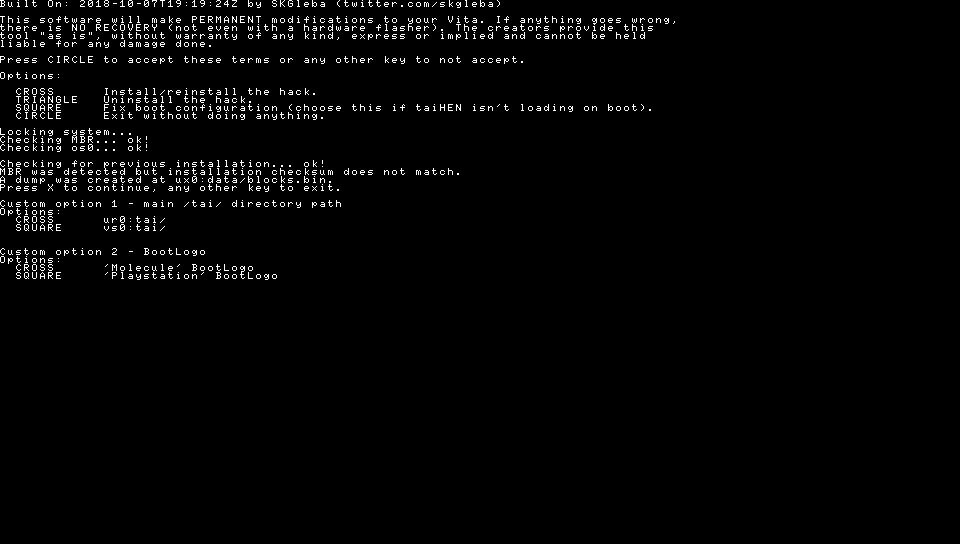 Built On: 2018-10-07T19:19:24Z by SKGleba (twitter.com/skgleba)
This software will make PERMANENT modifications to your Vita. If anything goes wrong,
there is NO RECOVERY (not even with a hardware flasher). The creators provide this
tool "as is", without warranty of any kind, express or implied and cannot be held
liable for any damage done.
Press CIRCLE to accept these terms or any other key to not accept.
Options:
CROSS Install/reinstall the hack.
TRIANGLE Uninstall the hack.
SQUARE Fix boot configuration (choose this if taiHEN isn't loading on boot).
CIRCLE Exit without doing anything.
Locking system...
Checking MBR... ok!
Checking os0... ok!
Checking for previous installation... ok!
MBR was detected but installation checksum does not match.
A dump was created at ux0:data/blocks.bin.
Press X to continue, any other key to exit.
Custom option 1 - main /tai/ directory path
Options:
CROSS ur0:tai/
SQUARE vs0:tai/
Custom option 2 - BootLogo
Options:
CROSS 'Molecule' BootLogo
SQUARE 'Playstation' BootLogo